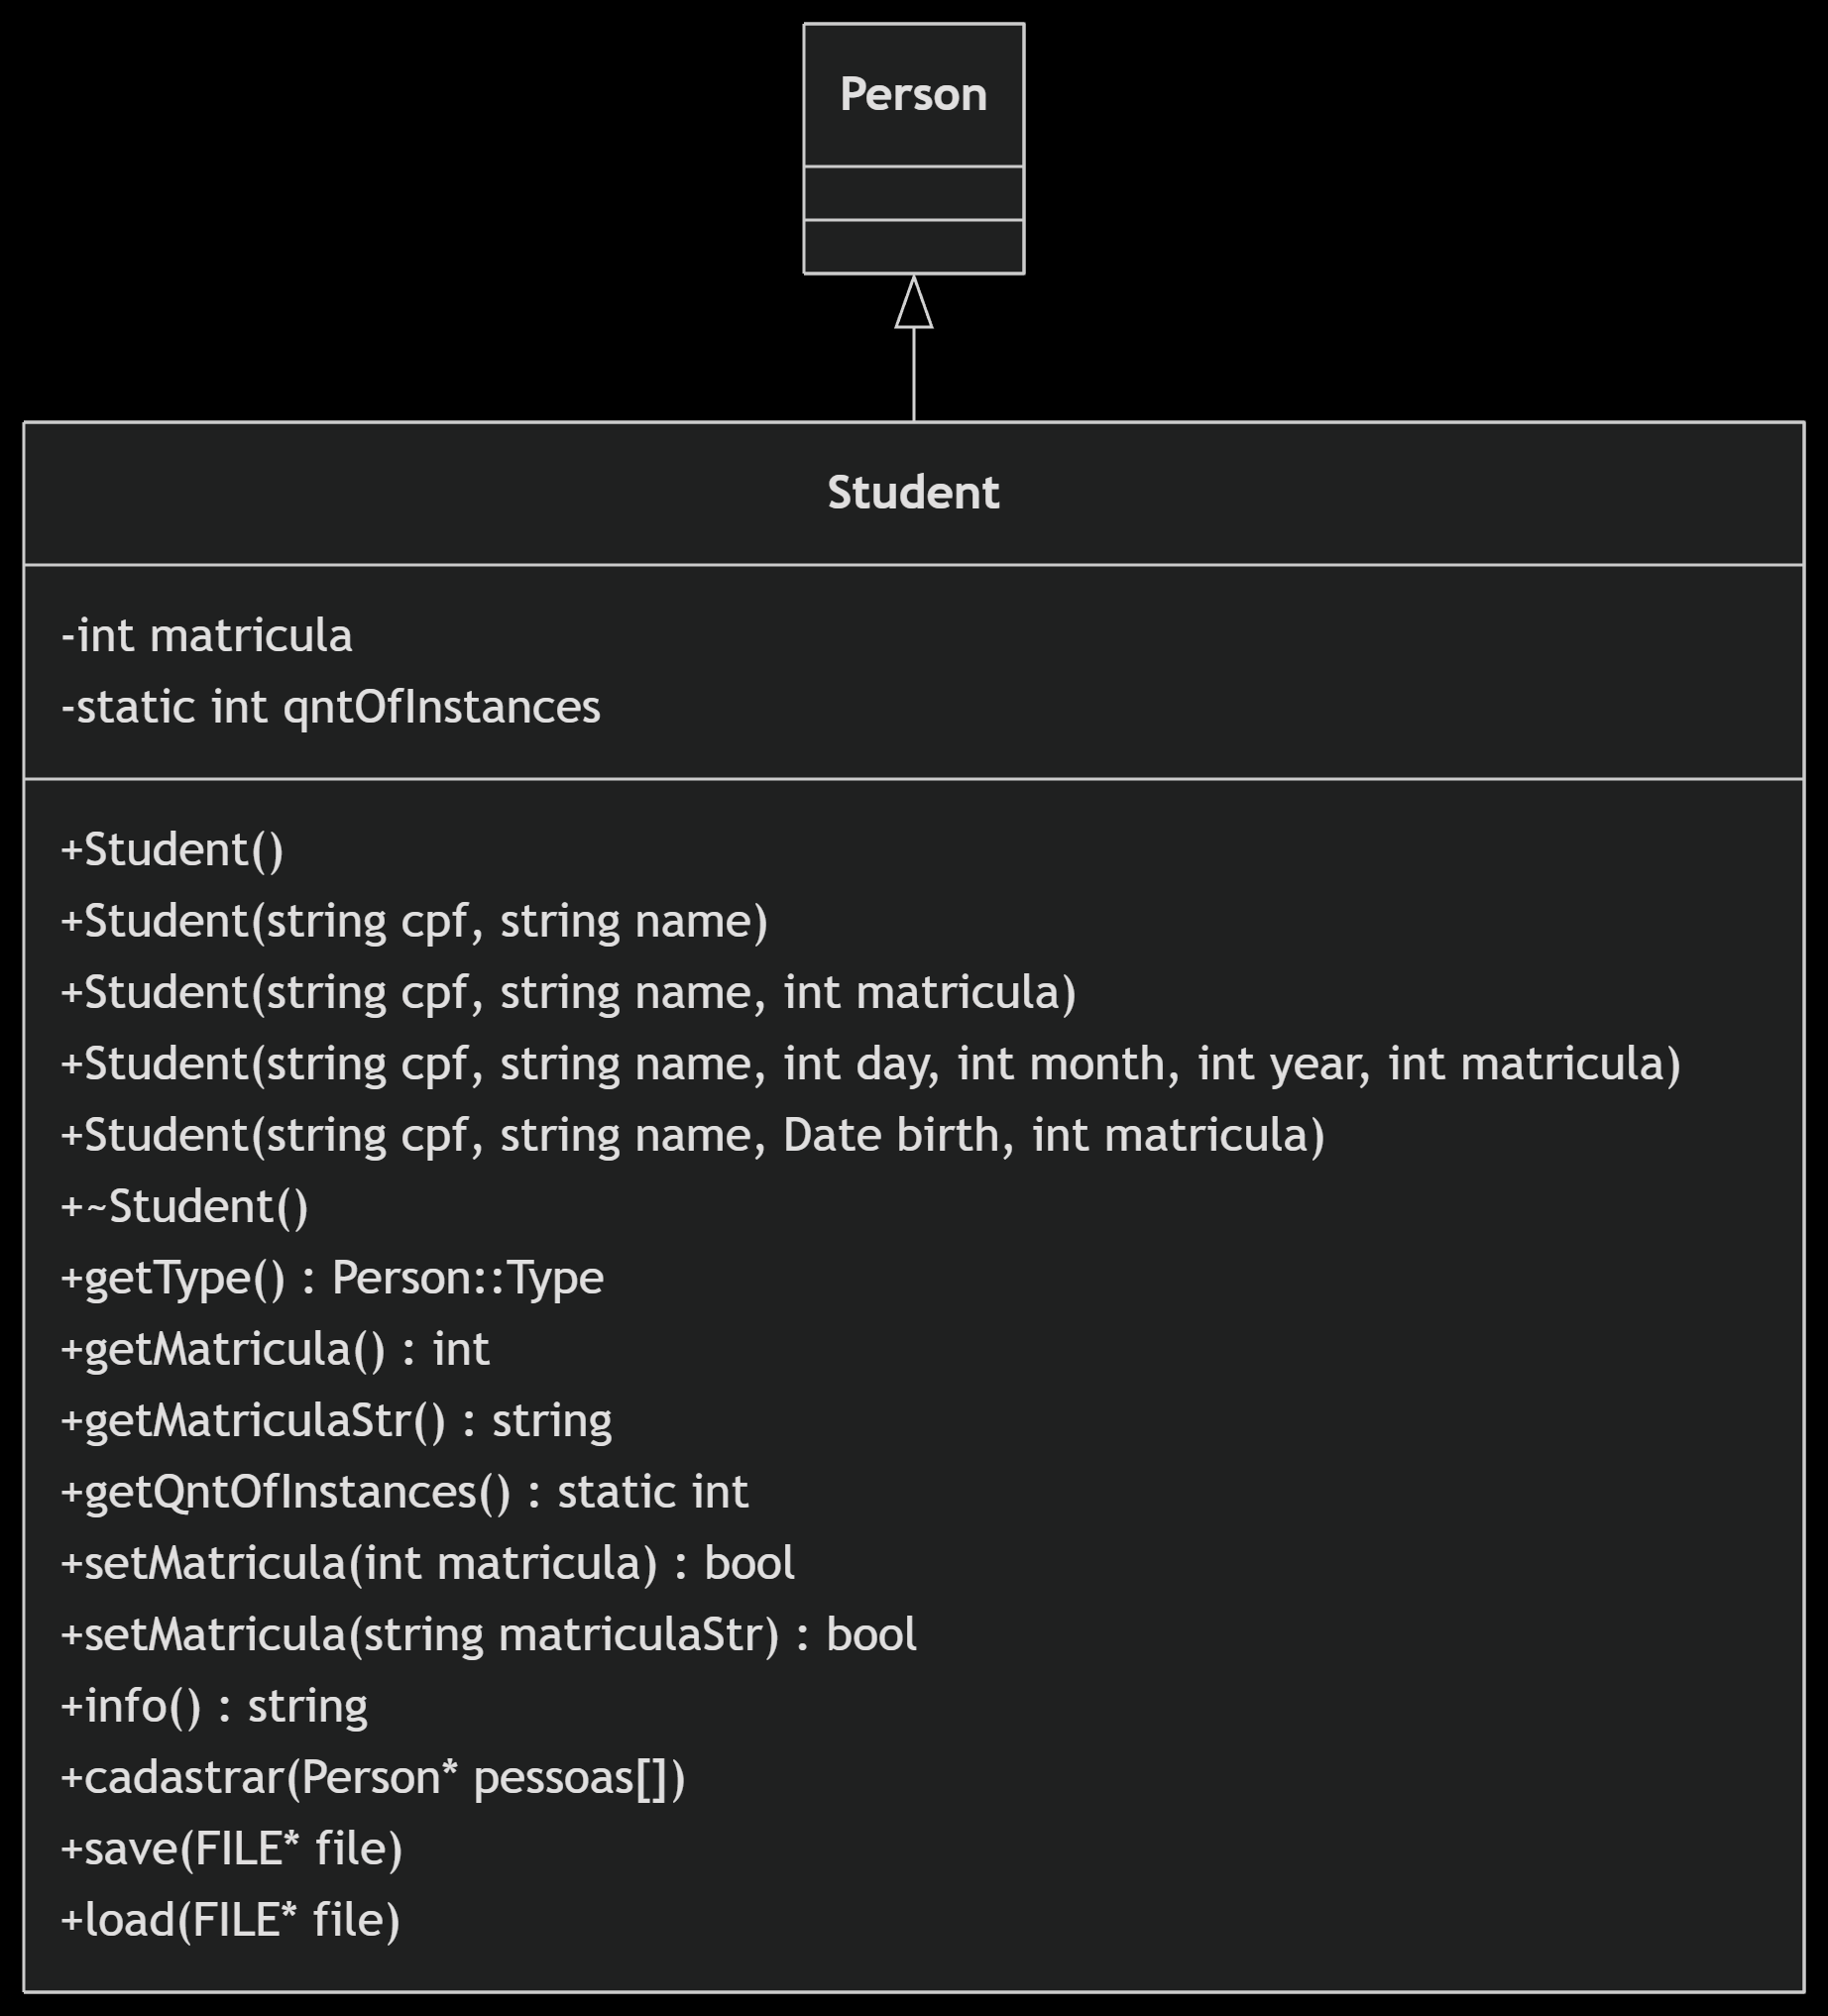 Person
Student
-int matricula
-static int qntOfInstances
+Student()
+Student(string cpf, string name)
+Student(string cpf, string name, int matricula)
+Student(string cpf, string name, int day, int month, int year, int matricula)
+Student(string cpf, string name, Date birth, int matricula)
+~Student()
+getType() : Person::Type
+getMatricula() : int
+getMatriculaStr() : string
+getQntOfInstances() : static int
+setMatricula(int matricula) : bool
+setMatricula(string matriculaStr) : bool
+info() : string
+cadastrar(Person* pessoas[])
+save(FILE* file)
+load(FILE* file)